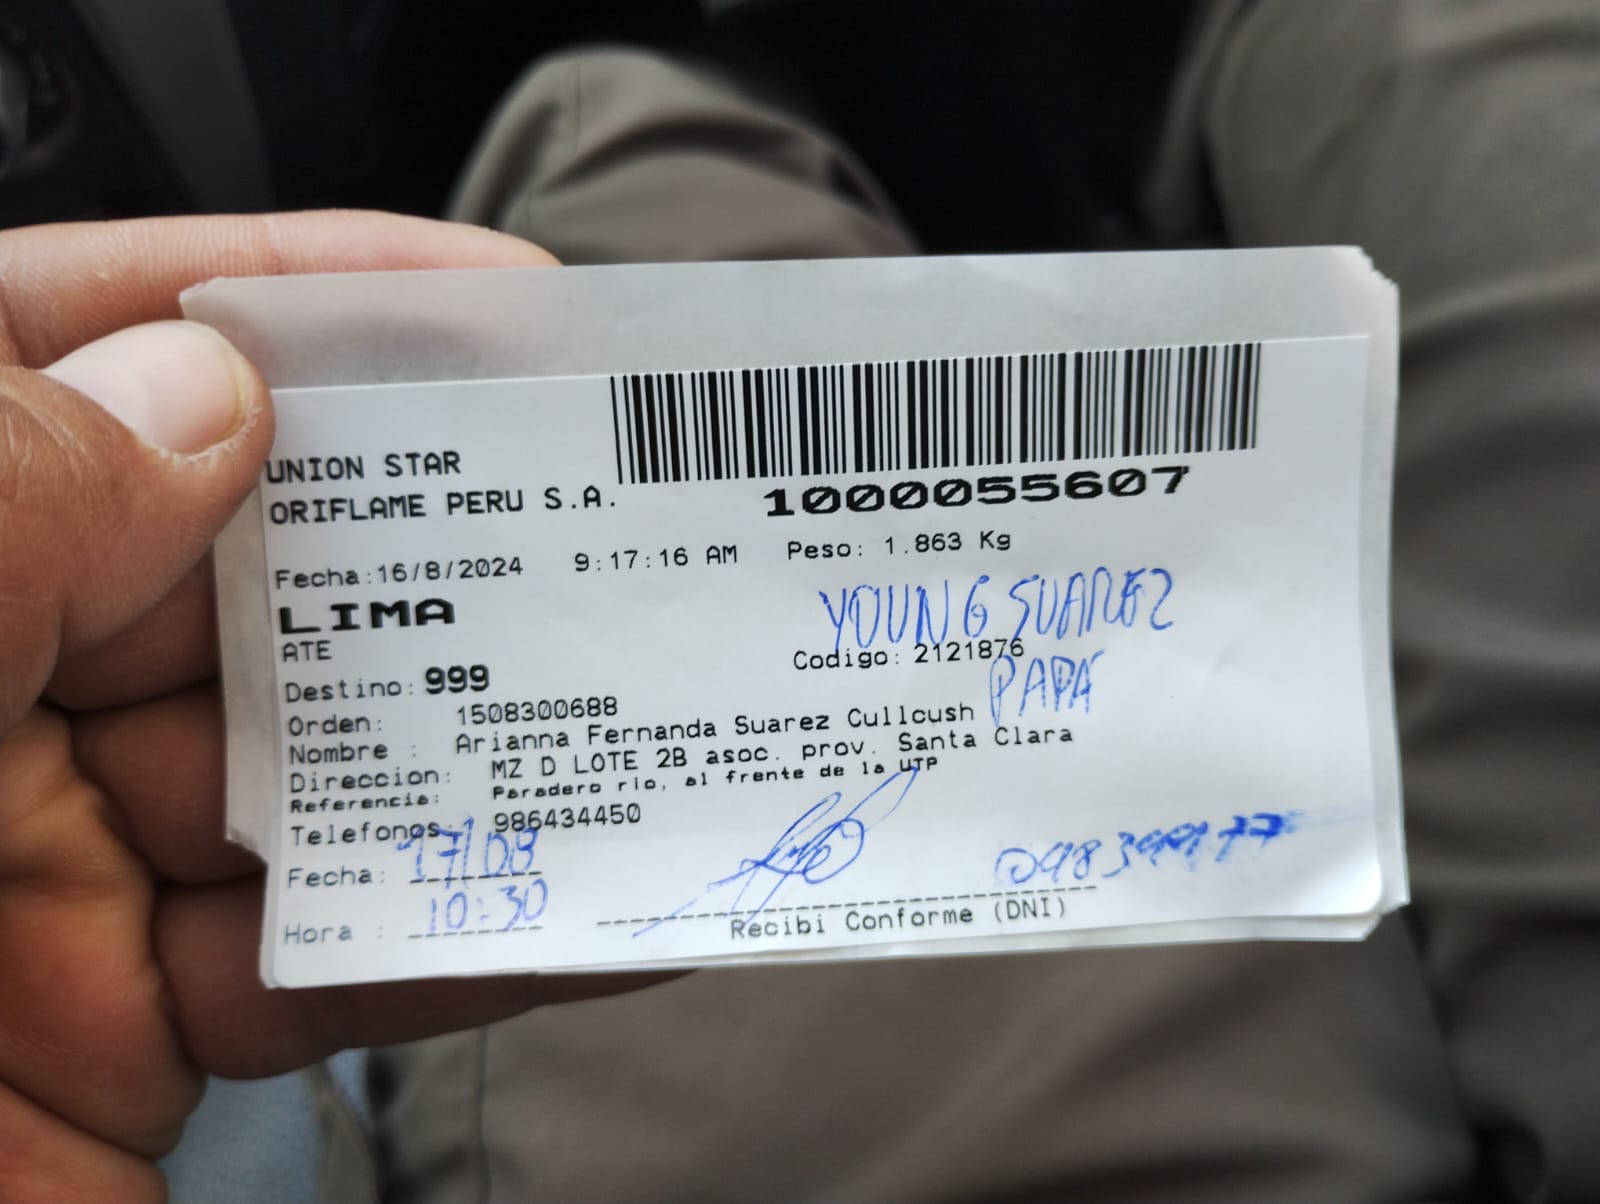 UNION STAR
ORIFLAME PERU S.A.
1000055607
Fecha:16/8/2024 9:17:16 AM Peso: 1.863 Kg
LIMA
YOUNG SUAREZ
ATE
Codigo: 2121876
PAPÁ
Destino: 999
Orden: 1508300688
Nombre : Arianna Fernanda Suarez Cullcush
Direccion: MZ D LOTE 2B asoc. prov. Santa Clara
Referencia: Paradero rio, al frente de la UTP
Telefonos: 986434450
Fecha: 17/08
Hora : 10:30
Recibi Conforme (DNI)